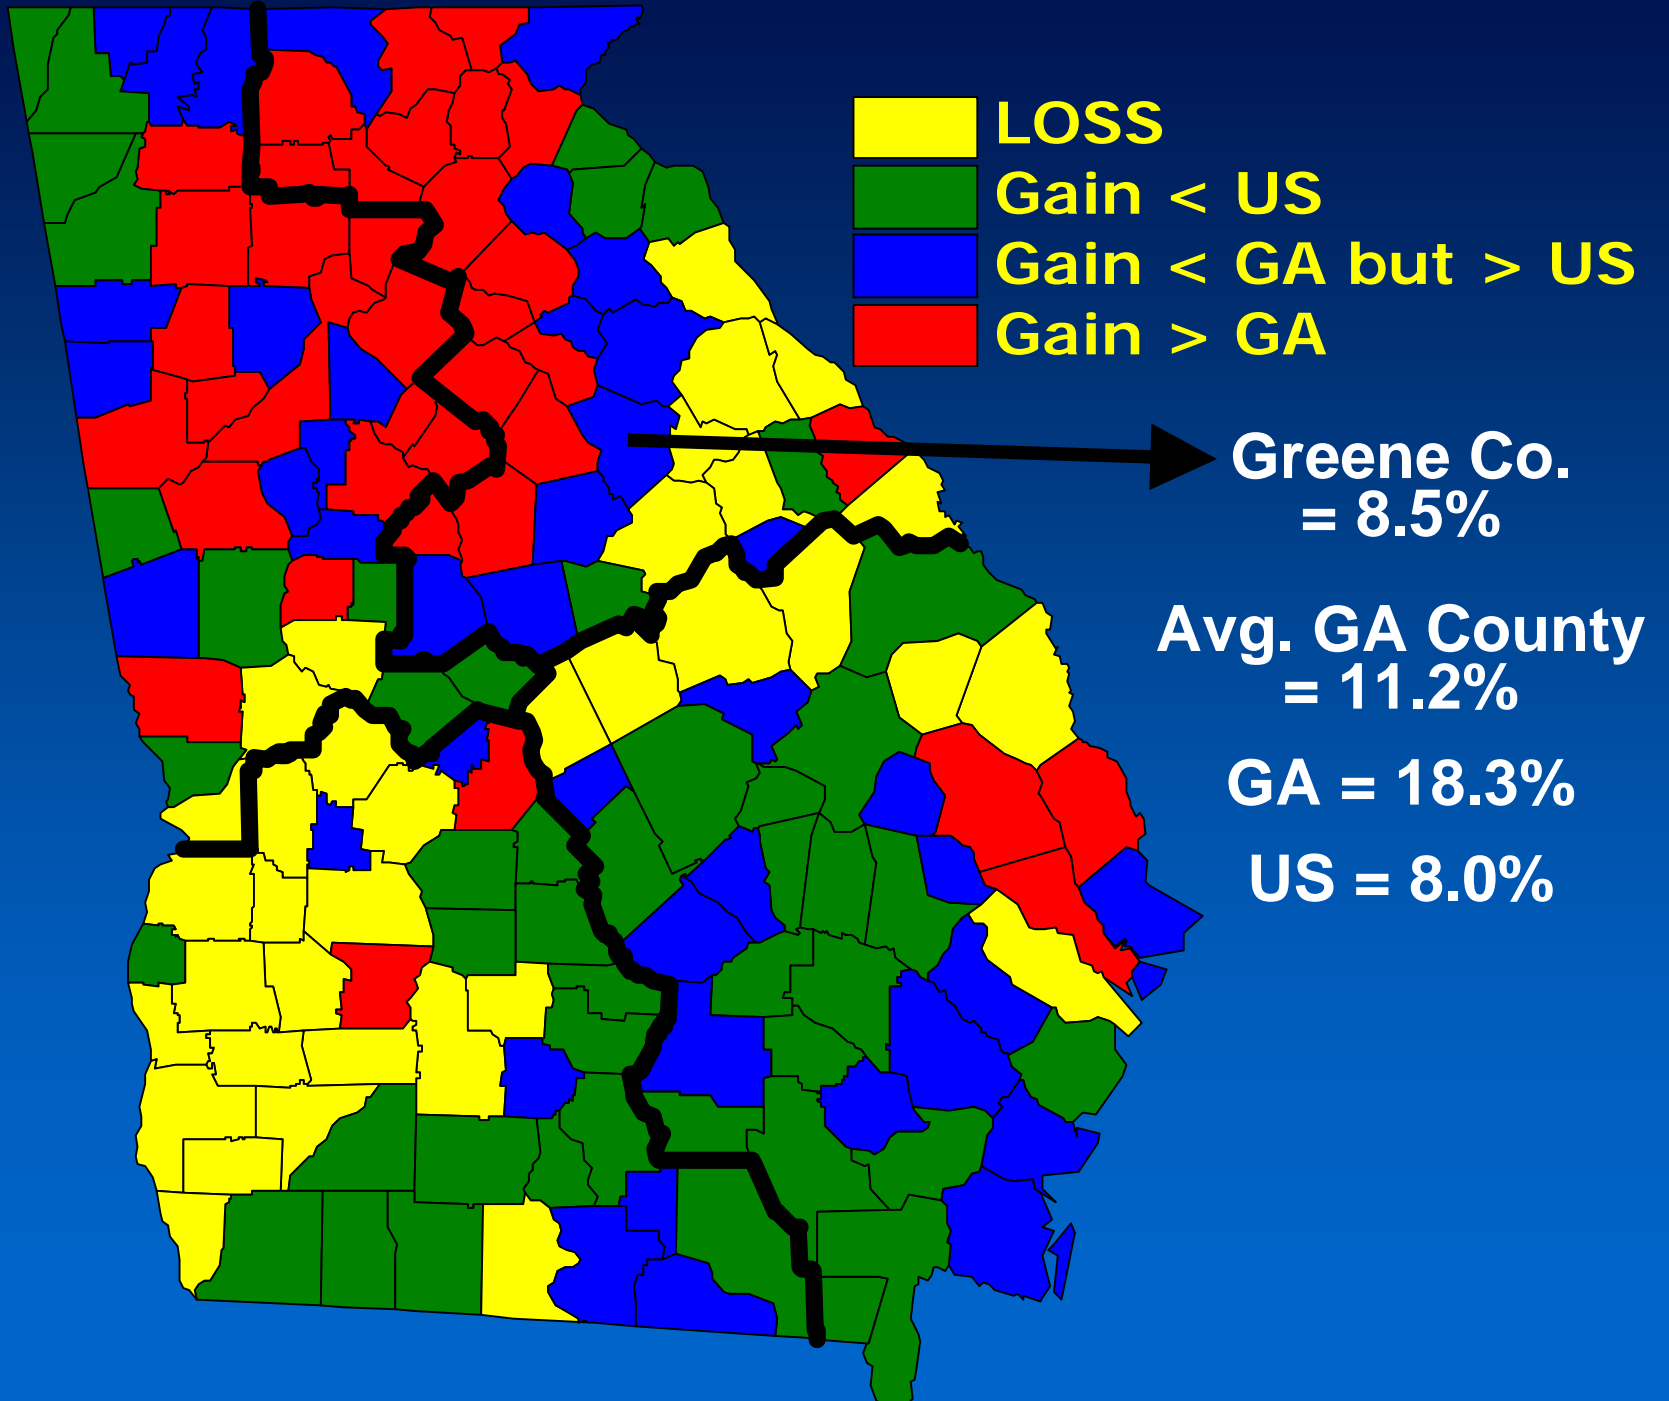 LOSS
Gain < US
Gain < GA but > US
Gain > GA
Greene Co.
= 8.5%
Avg. GA County
= 11.2%
GA = 18.3%
US = 8.0%